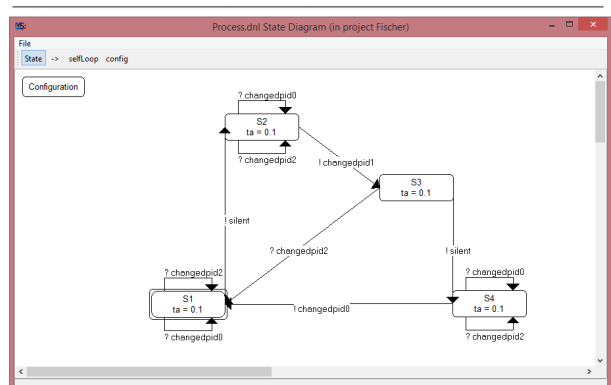 Process.dnl State Diagram (in project Fischer)
File
State -> selfLoop config
Configuration
? changedpid0
S2
ta = 0.1
? changedpid2
! changedpid1
S3
ta = 0.1
! silent
? changedpid2
! silent
? changedpid2
S1
ta = 0.1
? changedpid0
! changedpid0
? changedpid0
S4
ta = 0.1
? changedpid2